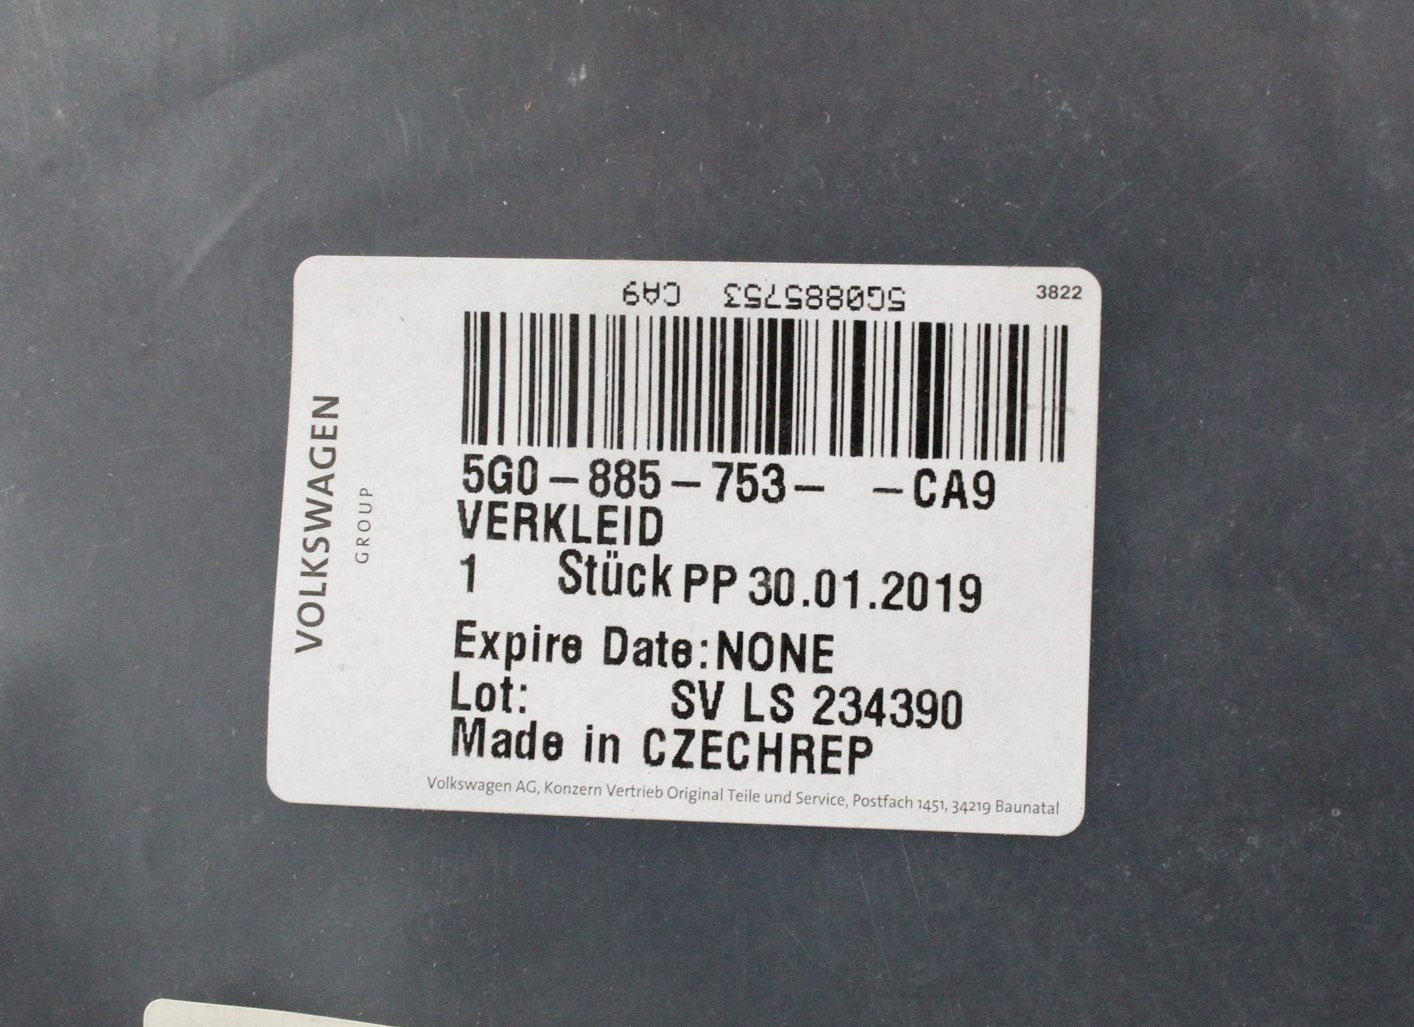 5G0885753 CA9
3822
5G0-885-753- -CA9
VERKLEID
1 Stück PP 30.01.2019
Expire Date:NONE
Lot: SV LS 234390
Made in CZECHREP
Volkswagen AG, Konzern Vertrieb Original Teile und Service, Postfach 1451, 34219 Baunatal
VOLKSWAGEN
GROUP